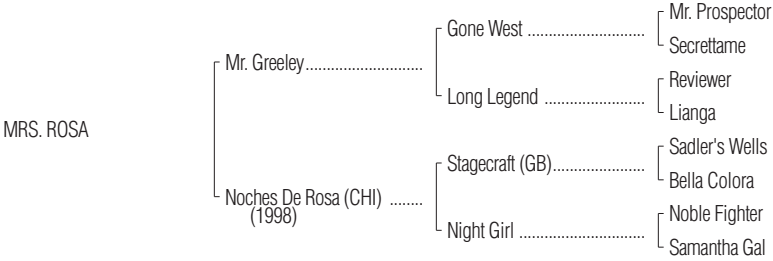 Mr. Prospector
Gone West ............................
Secrettame
Mr. Greeley............................
Reviewer
Long Legend ........................
Lianga
MRS. ROSA
Sadler's Wells
Stagecraft (GB)......................
Bella Colora
Noches De Rosa (CHI) ........
(1998)
Noble Fighter
Night Girl ..............................
Samantha Gal